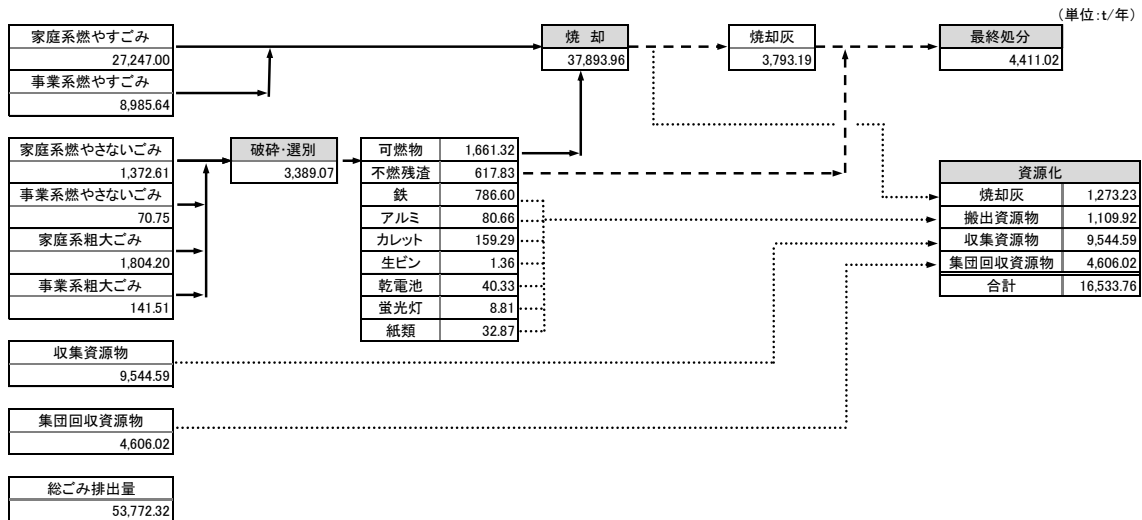 (単位:t/年)
家庭系燃やすごみ
27,247.00
事業系燃やすごみ
8,985.64
焼 却
37,893.96
焼却灰
3,793.19
最終処分
4,411.02
家庭系燃やさないごみ
1,372.61
事業系燃やさないごみ
70.75
家庭系粗大ごみ
1,804.20
事業系粗大ごみ
141.51
破砕・選別
3,389.07
可燃物 1,661.32
不燃残渣 617.83
鉄 786.60
アルミ 80.66
カレット 159.29
生ビン 1.36
乾電池 40.33
蛍光灯 8.81
紙類 32.87
資源化
焼却灰 1,273.23
搬出資源物 1,109.92
収集資源物 9,544.59
集団回収資源物 4,606.02
合計 16,533.76
収集資源物
9,544.59
集団回収資源物
4,606.02
総ごみ排出量
53,772.32